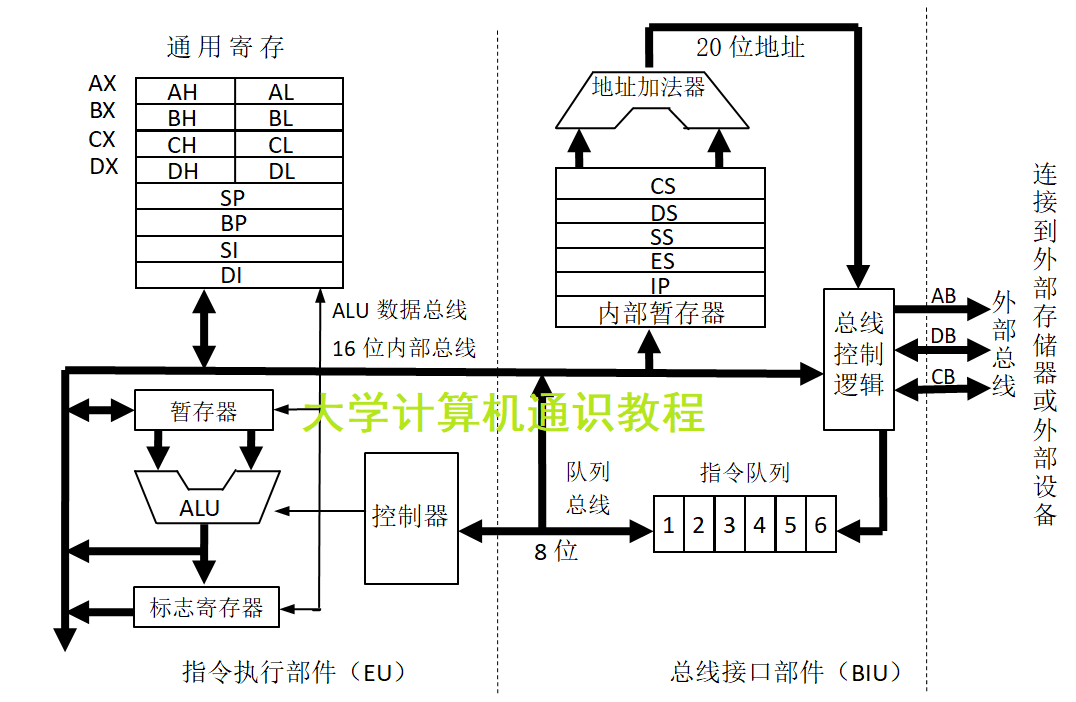 通用寄存
AX
AH
AL
BX
BH
BL
CX
CH
CL
DX
DH
DL
SP
BP
SI
DI
ALU 数据总线
16 位内部总线
暂存器
ALU
控制器
标志寄存器
指令执行部件（EU）
20 位地址
地址加法器
CS
DS
SS
ES
IP
内部暂存器
总线
控制
逻辑
AB
DB
CB
外部总线
连接到外部存储器或外部设备
大学计算机通识教程
队列
总线
8 位
指令队列
1 2 3 4 5 6
总线接口部件（BIU）